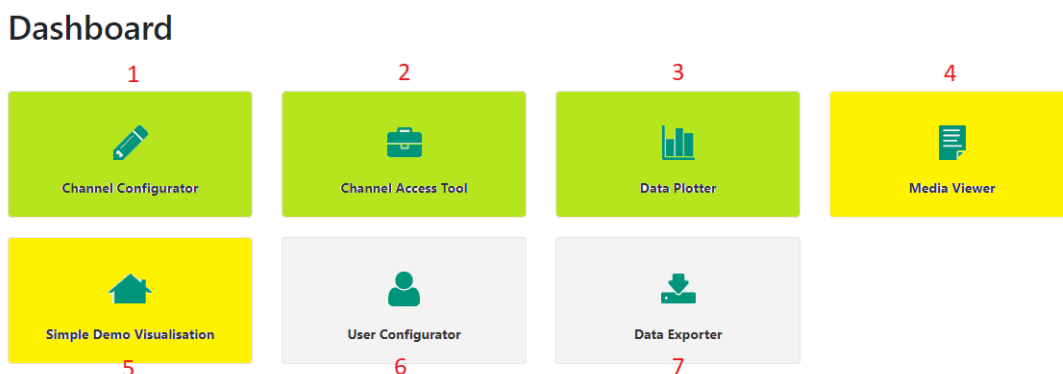 Dashboard
1 2 3 4
Channel Configurator Channel Access Tool Data Plotter Media Viewer
Simple Demo Visualisation User Configurator Data Exporter
5 6 7